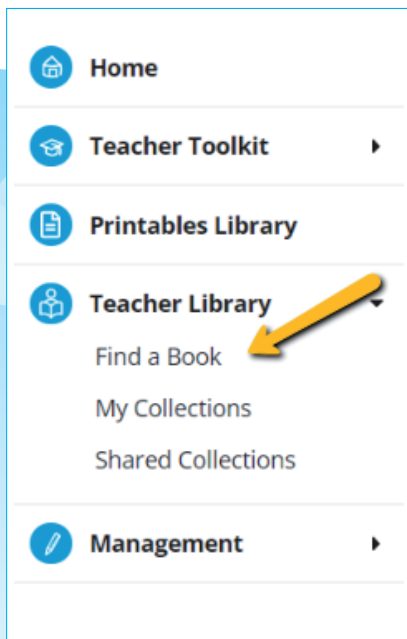 Home
Teacher Toolkit
Printables Library
Teacher Library
Find a Book
My Collections
Shared Collections
Management